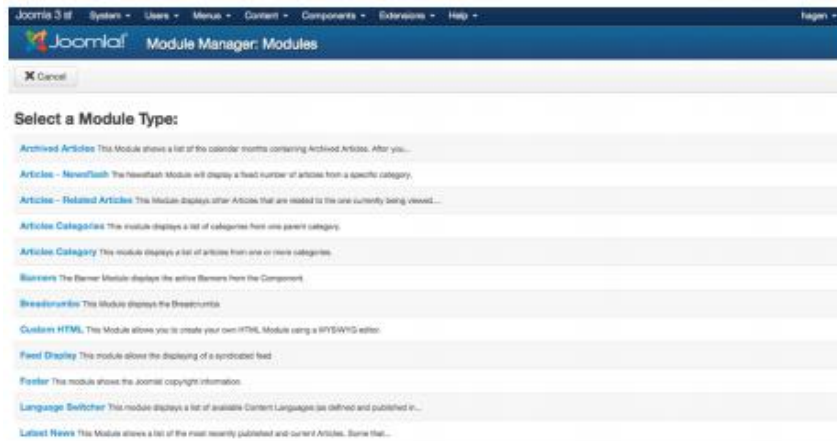 Joomla 3 System Users Menus Content Components Extensions Help hagen
Joomla! Module Manager: Modules
Cancel
Select a Module Type:
Archived Articles This Module shows a list of the calendar months containing Archived Articles. After you...
Articles - Newsflash The Newsflash Module will display a fixed number of articles from a specific category.
Articles - Related Articles This Module displays other Articles that are related to the one currently being viewed....
Articles Categories This module displays a list of categories from one parent category.
Articles Category This module displays a list of articles from one or more categories.
Banners The Banner Module displays the active Banners from the Component.
Breadcrumbs This Module displays the Breadcrumbs
Custom HTML This Module allows you to create your own HTML Module using a WYSIWYG editor.
Feed Display This module allows the displaying of a syndicated feed
Footer This module shows the Joomla! copyright information.
Language Switcher This module displays a list of available Content Languages (as defined and published in...
Latest News This Module shows a list of the most recently published and current Articles. Some that...